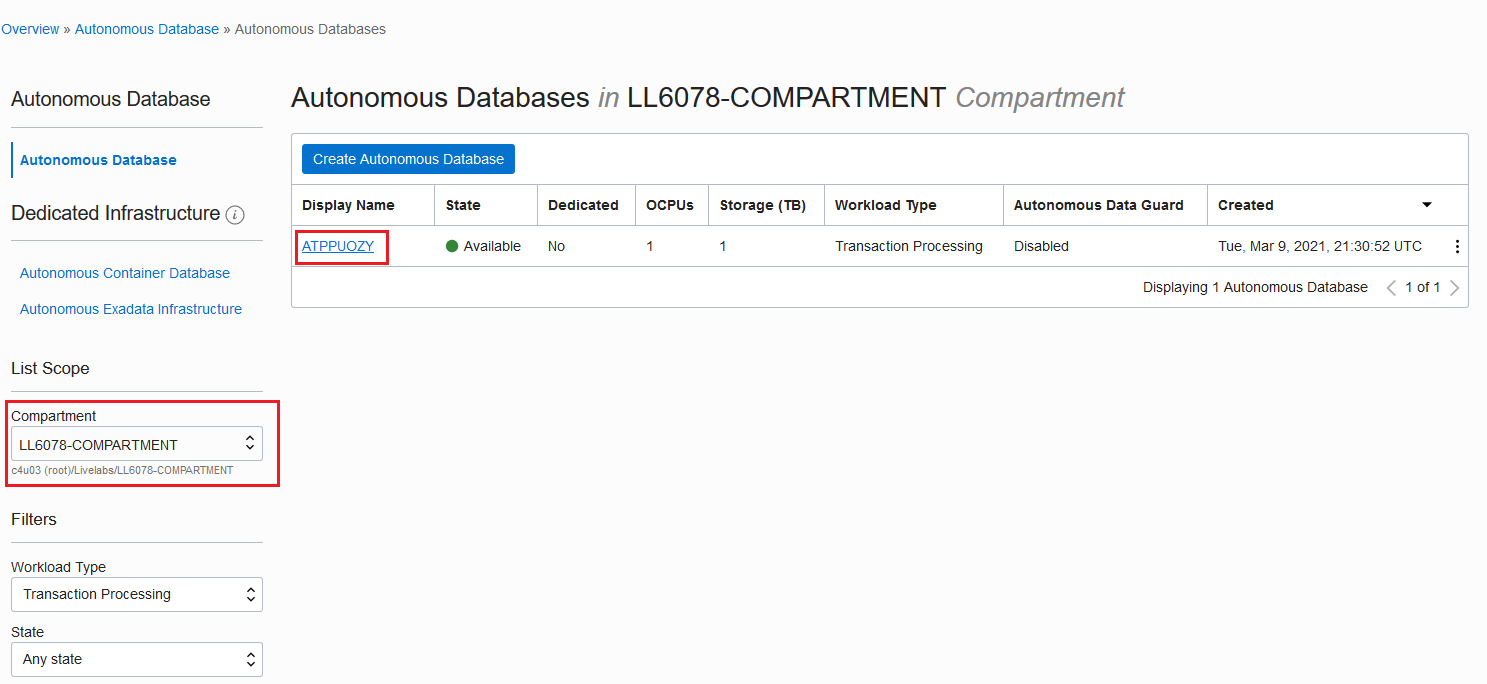 Overview » Autonomous Database » Autonomous Databases
Autonomous Database
Autonomous Database
Dedicated Infrastructure i
Autonomous Container Database
Autonomous Exadata Infrastructure
List Scope
Compartment
LL6078-COMPARTMENT
c4u03 (root)/Livelabs/LL6078-COMPARTMENT
Filters
Workload Type
Transaction Processing
State
Any state
Autonomous Databases in LL6078-COMPARTMENT Compartment
Create Autonomous Database
Display Name State Dedicated OCPUs Storage (TB) Workload Type Autonomous Data Guard Created
ATPPUOZY Available No 1 1 Transaction Processing Disabled Tue, Mar 9, 2021, 21:30:52 UTC
Displaying 1 Autonomous Database 1 of 1